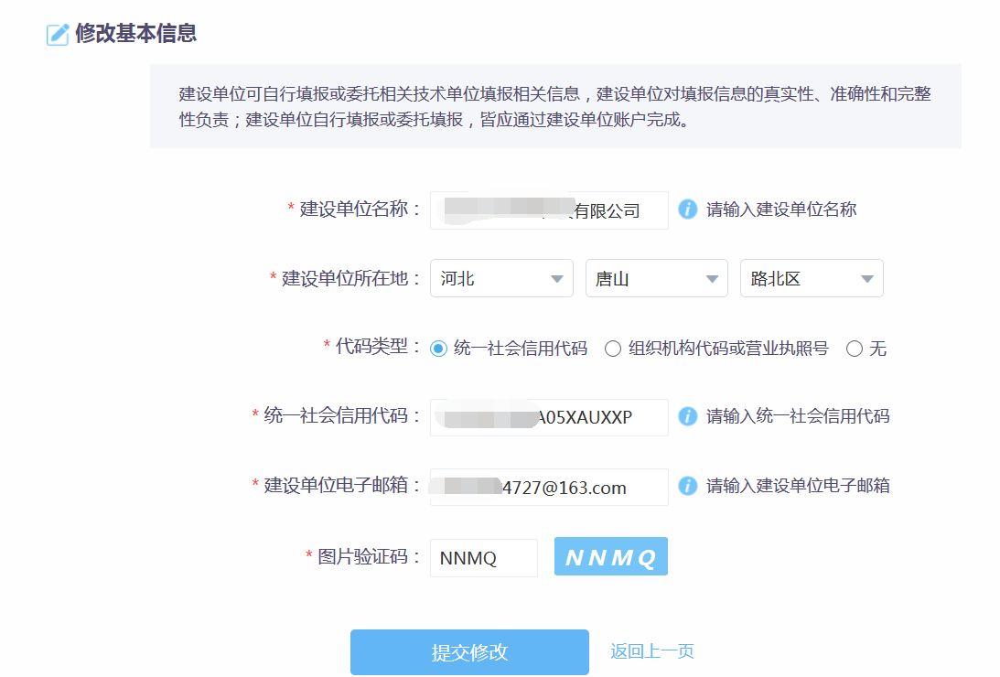 修改基本信息
建设单位可自行填报或委托相关技术单位填报相关信息，建设单位对填报信息的真实性、准确性和完整
性负责；建设单位自行填报或委托填报，皆应通过建设单位账户完成。
* 建设单位名称： 有限公司 请输入建设单位名称
* 建设单位所在地： 河北 唐山 路北区
* 代码类型： 统一社会信用代码 组织机构代码或营业执照号 无
* 统一社会信用代码： A05XAUXXP 请输入统一社会信用代码
* 建设单位电子邮箱： 4727@163.com 请输入建设单位电子邮箱
* 图片验证码： NNMQ NNMQ
提交修改 返回上一页